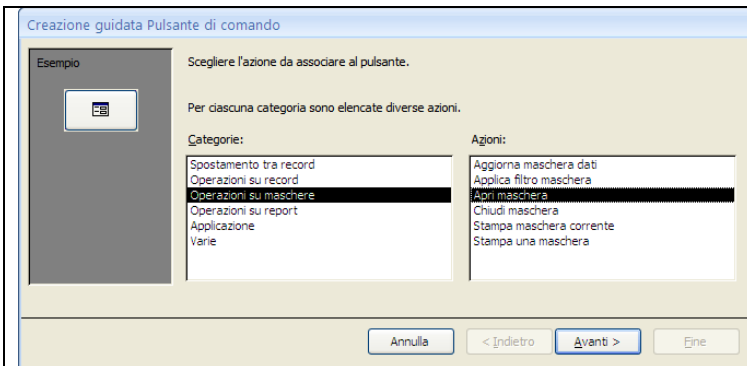 Creazione guidata Pulsante di comando
Esempio
Scegliere l'azione da associare al pulsante.
Per ciascuna categoria sono elencate diverse azioni.
Categorie:
Spostamento tra record
Operazioni su record
Operazioni su maschere
Operazioni su report
Applicazione
Varie
Azioni:
Aggiorna maschera dati
Applica filtro maschera
Apri maschera
Chiudi maschera
Stampa maschera corrente
Stampa una maschera
Annulla
< Indietro
Avanti >
Fine